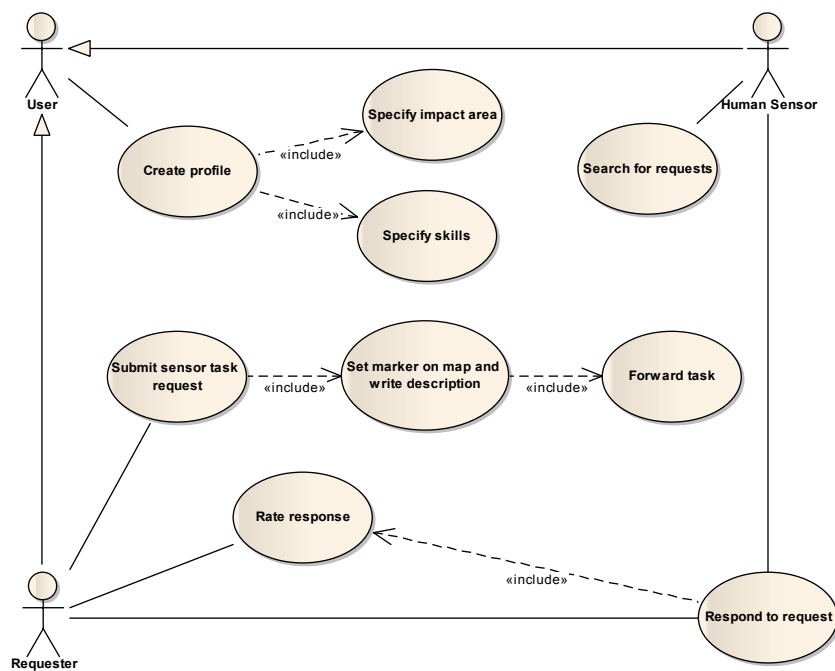 User
Human Sensor
Specify impact area
«include»
Create profile
Search for requests
«include»
Specify skills
Submit sensor task
request
«include»
Set marker on map and
write description
«include»
Forward task
Rate response
«include»
Respond to request
Requester